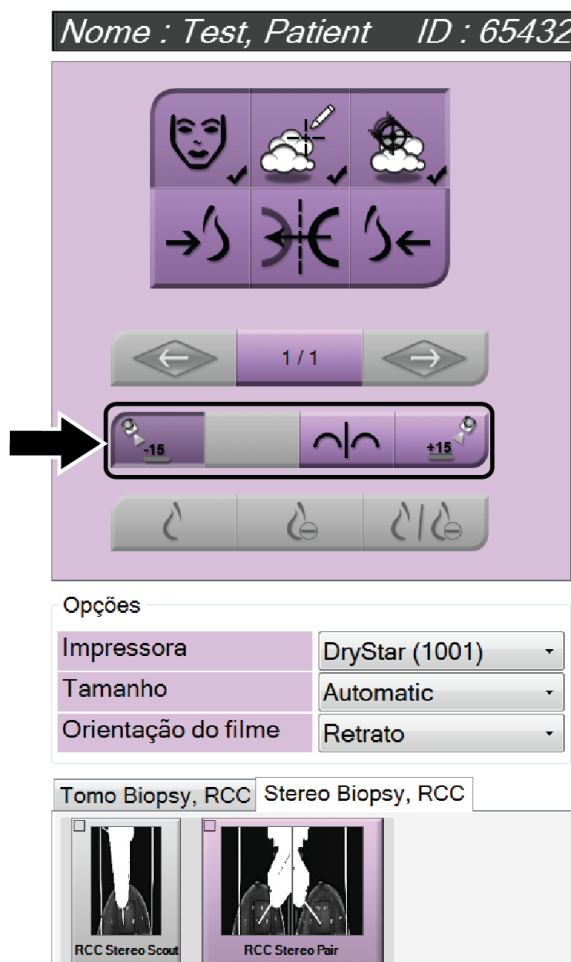 Nome : Test, Patient ID : 65432
1 / 1
-15 +15
Opções
Impressora DryStar (1001)
Tamanho Automatic
Orientação do filme Retrato
Tomo Biopsy, RCC Stereo Biopsy, RCC
RCC Stereo Scout RCC Stereo Pair